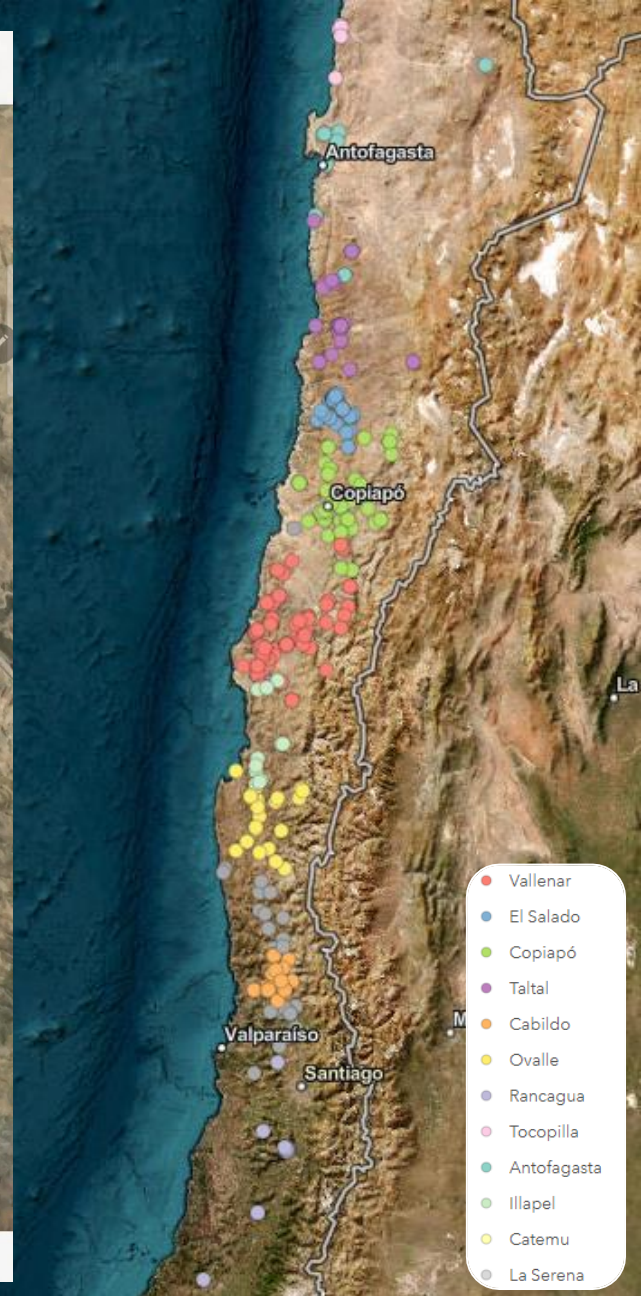 Antofagasta
Copiapó
La
Valparaíso
M
Santiago
Vallenar
El Salado
Copiapó
Taltal
Cabildo
Ovalle
Rancagua
Tocopilla
Antofagasta
Illapel
Catemu
La Serena